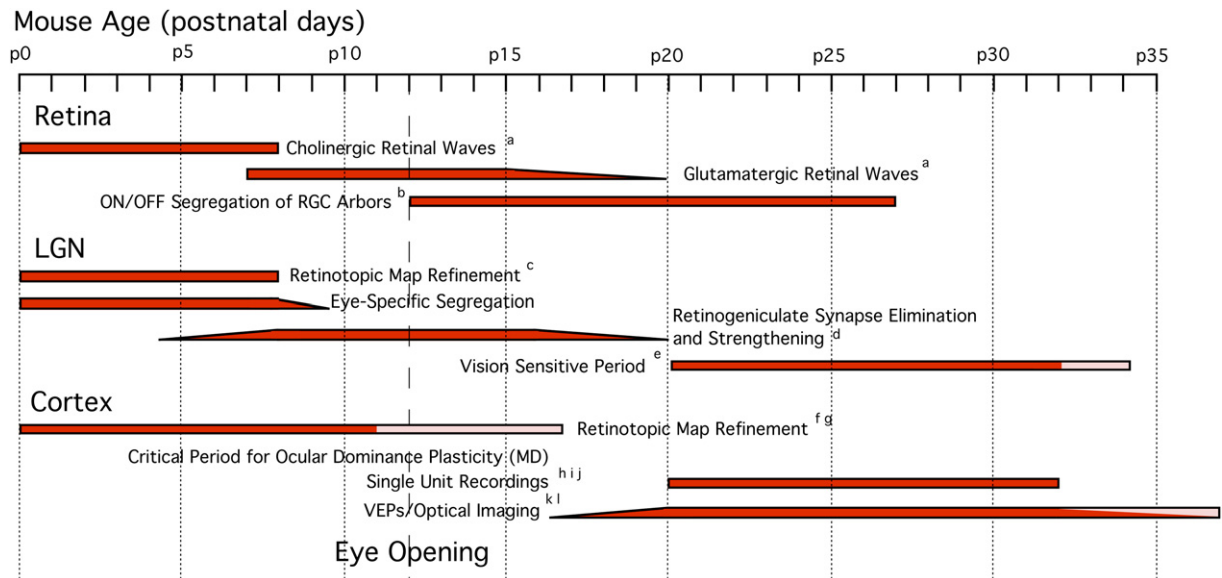 Mouse Age (postnatal days)
p0 p5 p10 p15 p20 p25 p30 p35
Retina
Cholinergic Retinal Waves a
Glutamatergic Retinal Waves a
ON/OFF Segregation of RGC Arbors b
LGN
Retinotopic Map Refinement c
Eye-Specific Segregation
Retinogeniculate Synapse Elimination
and Strengthening d
Vision Sensitive Period e
Cortex
Retinotopic Map Refinement f g
Critical Period for Ocular Dominance Plasticity (MD)
Single Unit Recordings h i j
VEPs/Optical Imaging k l
Eye Opening